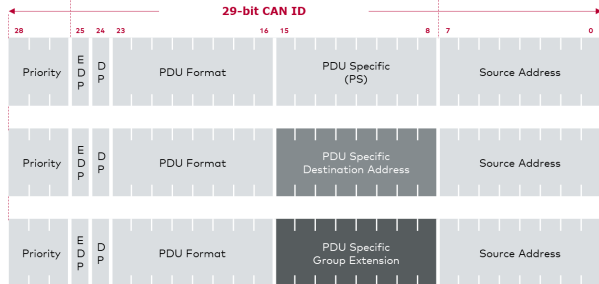 29-bit CAN ID
28 25 24 23 16 15 8 7 0
Priority
E
D
P
D
P
PDU Format
PDU Specific
(PS)
Source Address
Priority
E
D
P
D
P
PDU Format
PDU Specific
Destination Address
Source Address
Priority
E
D
P
D
P
PDU Format
PDU Specific
Group Extension
Source Address